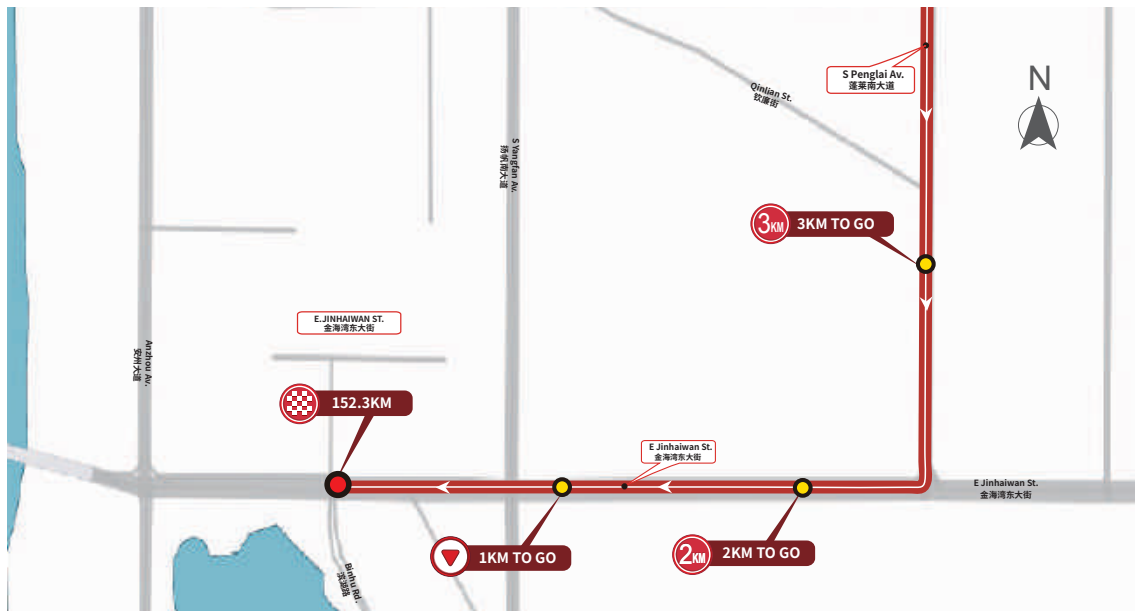 S Penglai Av.
蓬莱南大道
N
Qinlian St.
钦廉街
S Yangfan Av.
扬帆南大道
3KM
3KM TO GO
E.JINHAIWAN ST.
金海湾东大街
Anzhou Av.
安州大道
152.3KM
E Jinhaiwan St.
金海湾东大街
E Jinhaiwan St.
金海湾东大街
1KM TO GO
2KM
2KM TO GO
Binhu Rd.
滨湖路